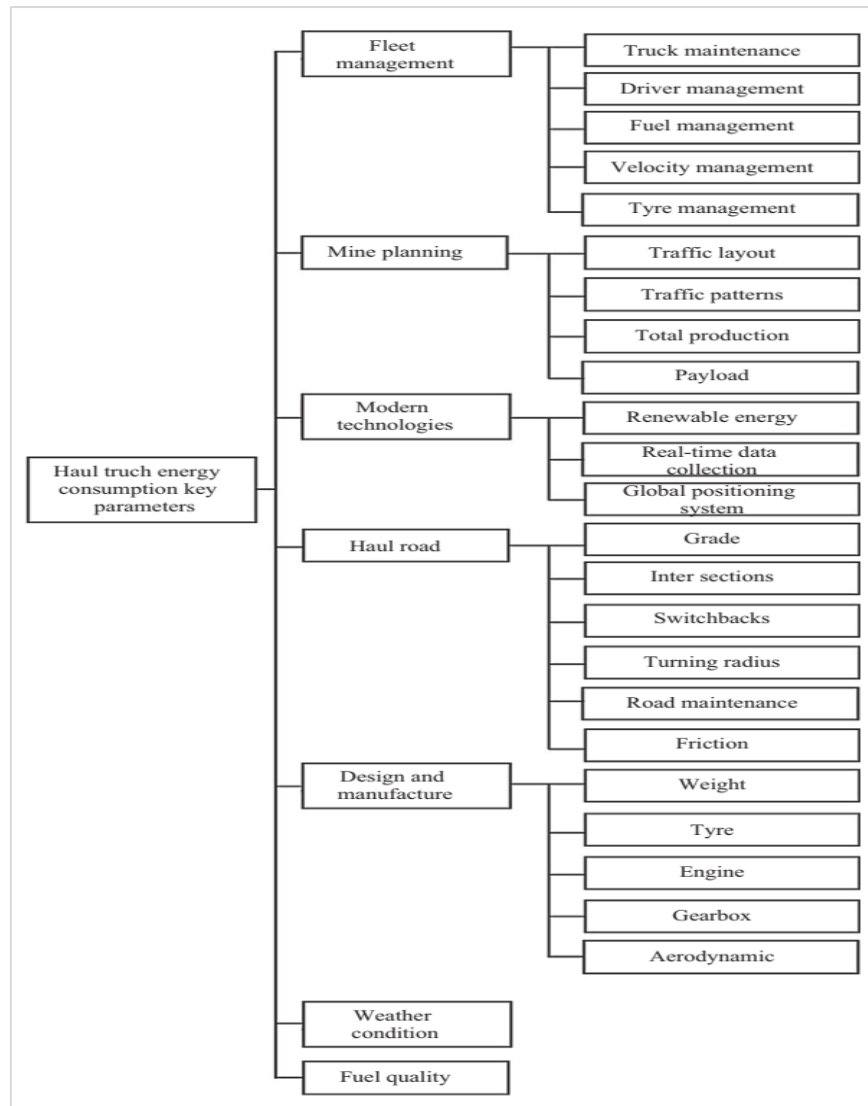 Fleet
management
Truck maintenance
Driver management
Fuel management
Velocity management
Tyre management
Mine planning
Traffic layout
Traffic patterns
Total production
Payload
Modern
technologies
Renewable energy
Real-time data
collection
Global positioning
system
Haul truch energy
consumption key
parameters
Haul road
Grade
Inter sections
Switchbacks
Turning radius
Road maintenance
Friction
Design and
manufacture
Weight
Tyre
Engine
Gearbox
Aerodynamic
Weather
condition
Fuel quality